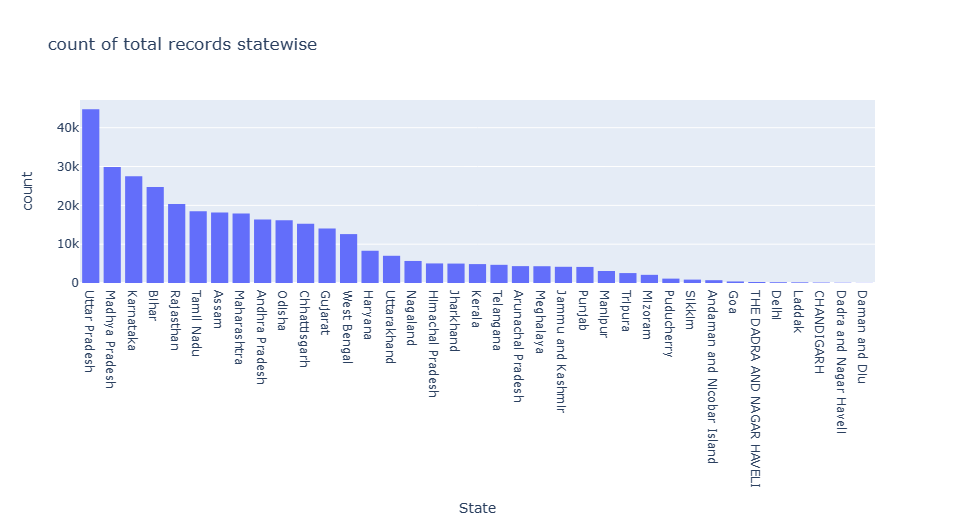 count of total records statewise
count
40k
30k
20k
10k
0
Uttar Pradesh
Madhya Pradesh
Karnataka
Bihar
Rajasthan
Tamil Nadu
Assam
Maharashtra
Andhra Pradesh
Odisha
Chhattisgarh
Gujarat
West Bengal
Haryana
Uttarakhand
Nagaland
Himachal Pradesh
Jharkhand
Kerala
Telangana
Arunachal Pradesh
Meghalaya
Jammu and Kashmir
Punjab
Manipur
Tripura
Mizoram
Puducherry
Sikkim
Andaman and Nicobar Island
Goa
THE DADRA AND NAGAR HAVELI
Delhi
Laddak
CHANDIGARH
Dadra and Nagar Haveli
Daman and Diu
State